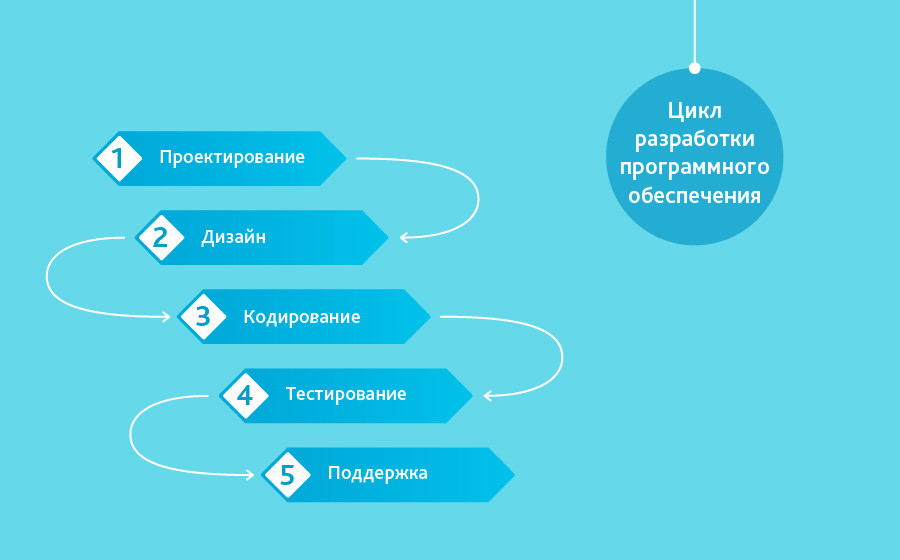 Цикл
разработки
программного
обеспечения
1 Проектирование
2 Дизайн
3 Кодирование
4 Тестирование
5 Поддержка